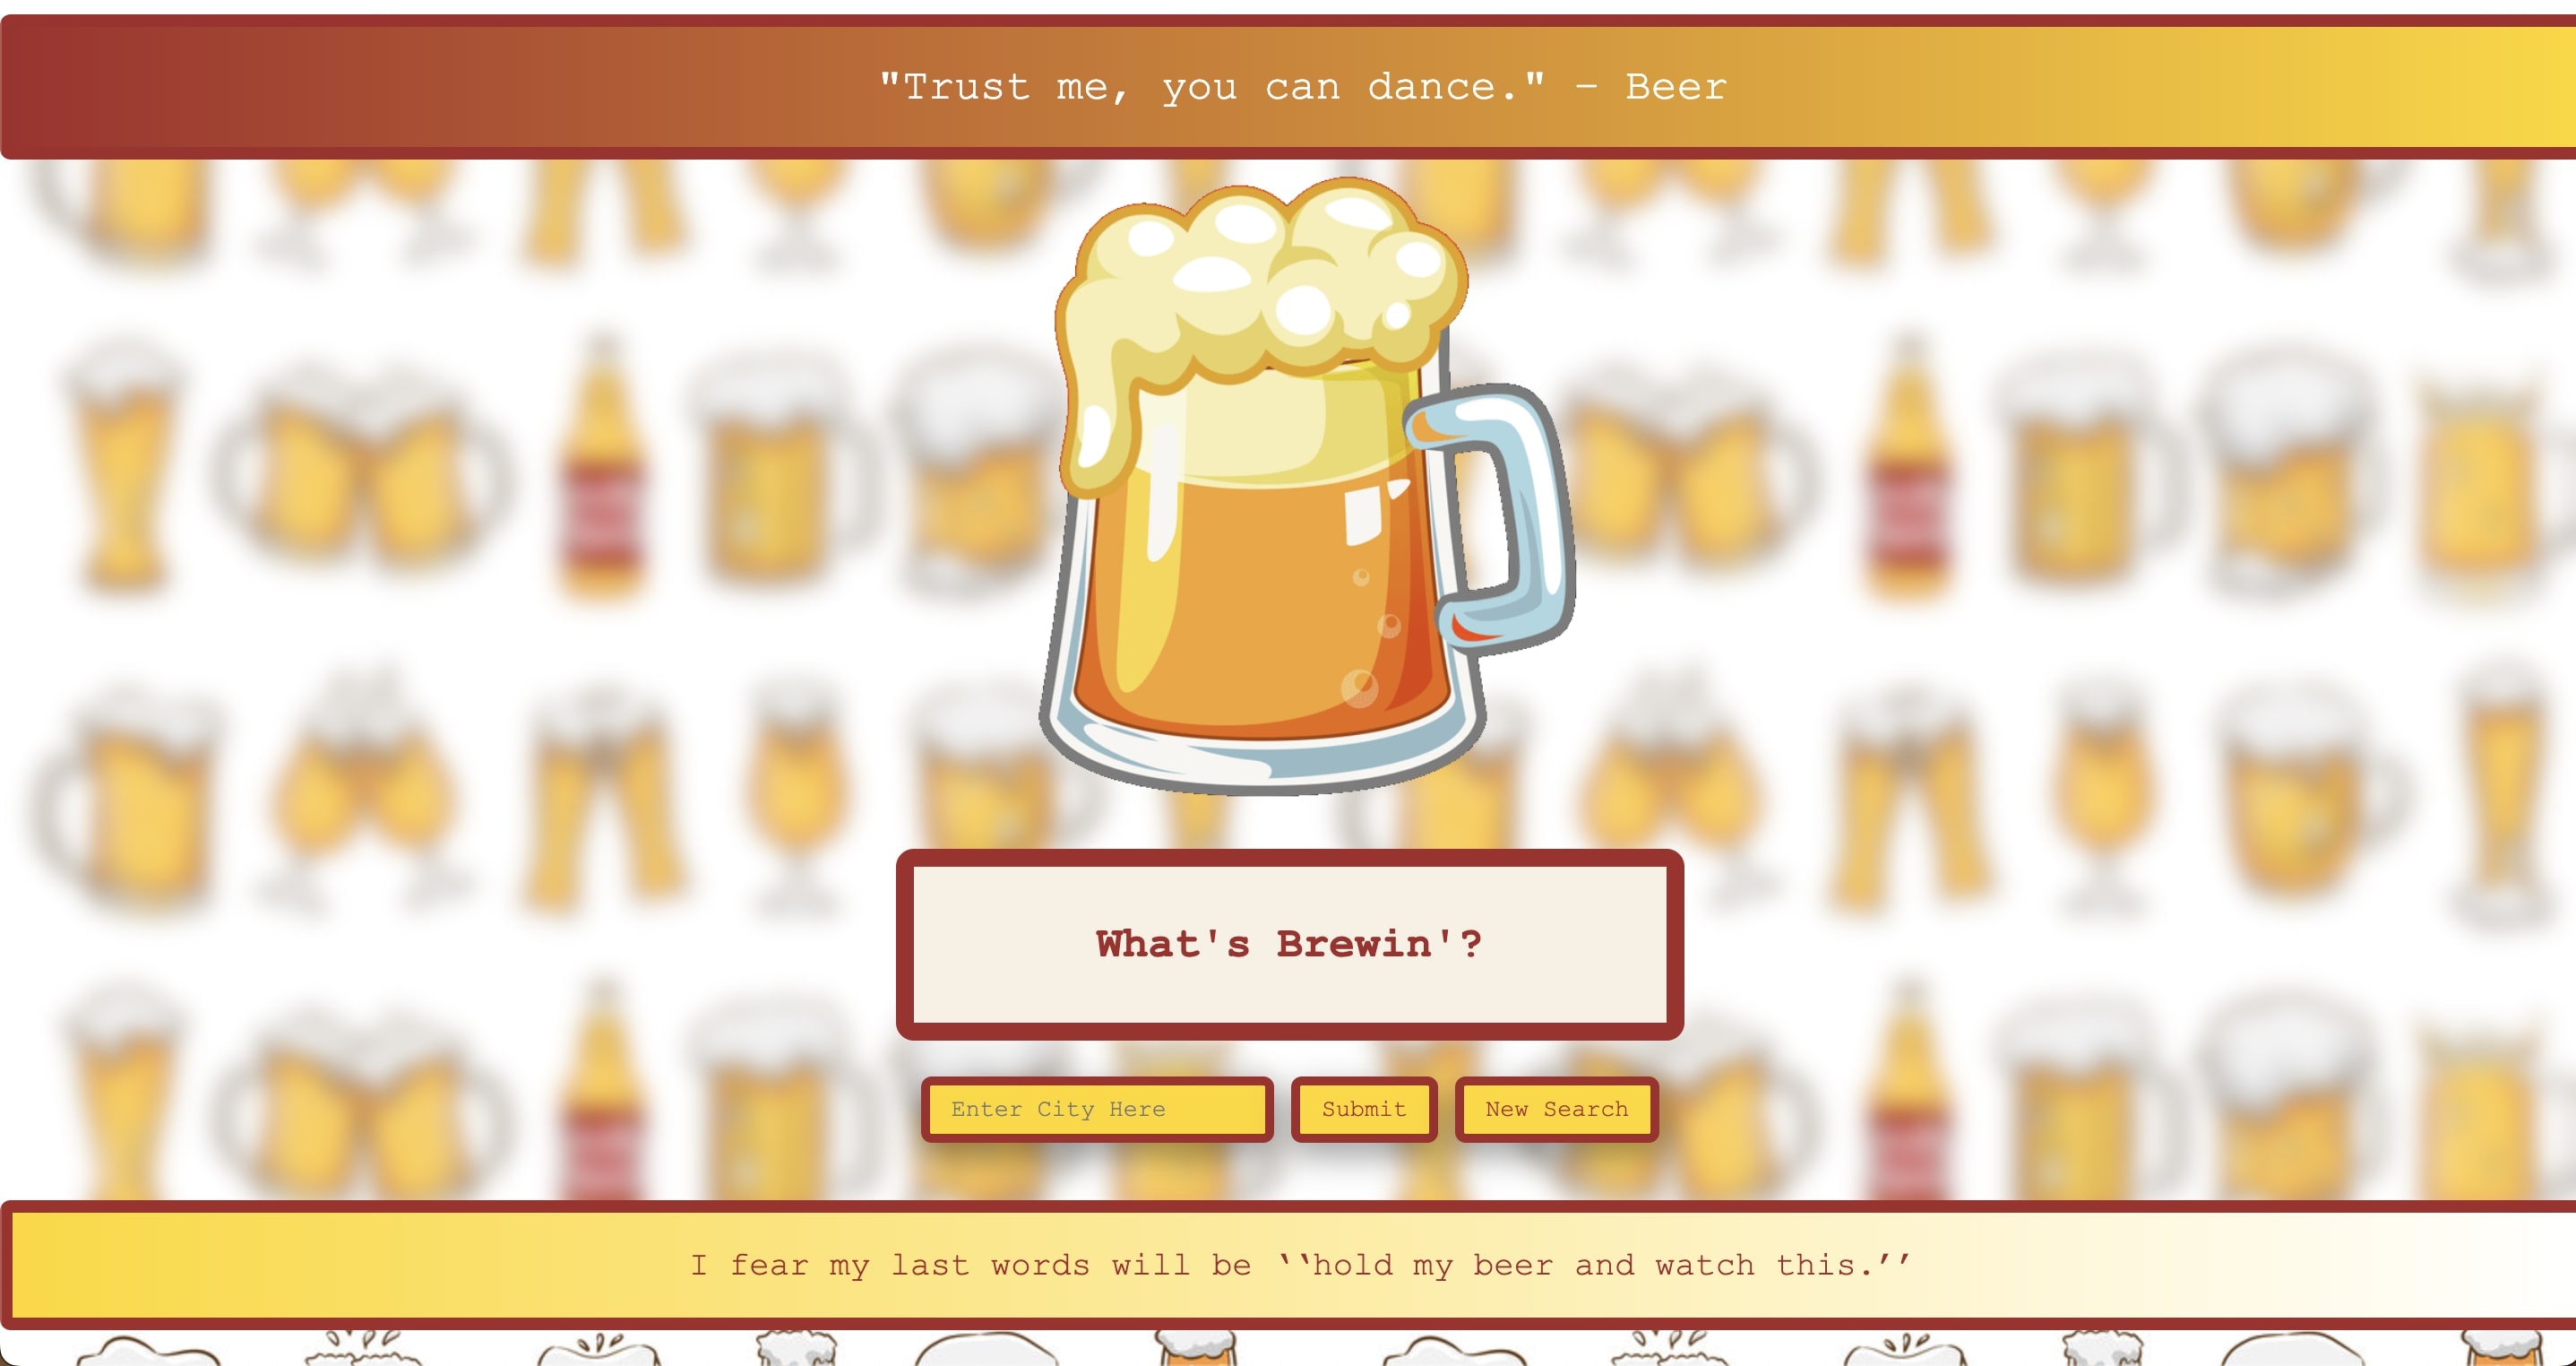 "Trust me, you can dance." - Beer
What's Brewin'?
Enter City Here
Submit
New Search
I fear my last words will be ‘‘hold my beer and watch this.’’